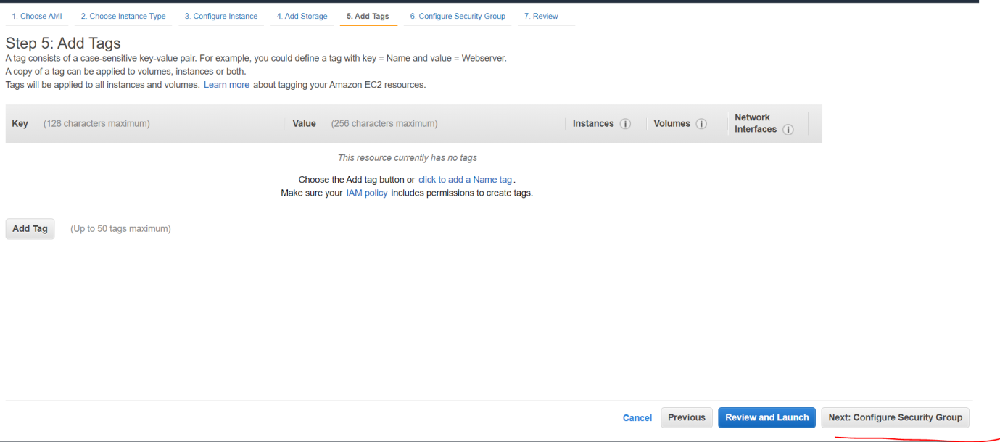 1. Choose AMI 2. Choose Instance Type 3. Configure Instance 4. Add Storage 5. Add Tags 6. Configure Security Group 7. Review
Step 5: Add Tags
A tag consists of a case-sensitive key-value pair. For example, you could define a tag with key = Name and value = Webserver.
A copy of a tag can be applied to volumes, instances or both.
Tags will be applied to all instances and volumes. Learn more about tagging your Amazon EC2 resources.
Key (128 characters maximum) Value (256 characters maximum) Instances i Volumes i Network
Interfaces i
This resource currently has no tags
Choose the Add tag button or click to add a Name tag.
Make sure your IAM policy includes permissions to create tags.
Add Tag (Up to 50 tags maximum)
Cancel Previous Review and Launch Next: Configure Security Group